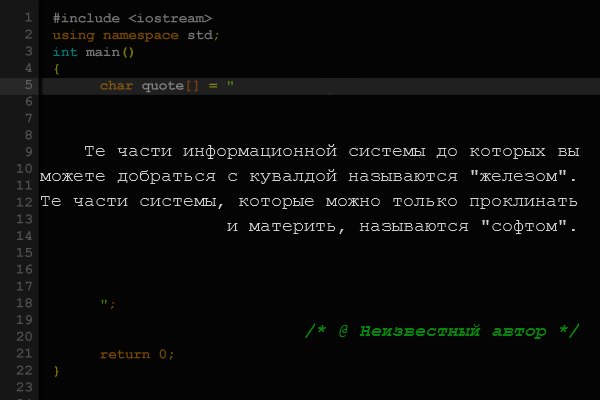 1 #include <iostream>
2 using namespace std;
3 int main()
4 {
5 char quote[] = "
6
7
8
9 Те части информационной системы до которых вы
10 можете добраться с кувалдой называются "железом".
11
12 Те части системы, которые можно только проклинать
13 и материть, называются "софтом".
14
15
16
17
18 ";
19
20 /* @ Неизвестный автор */
21 return 0;
22 }
23